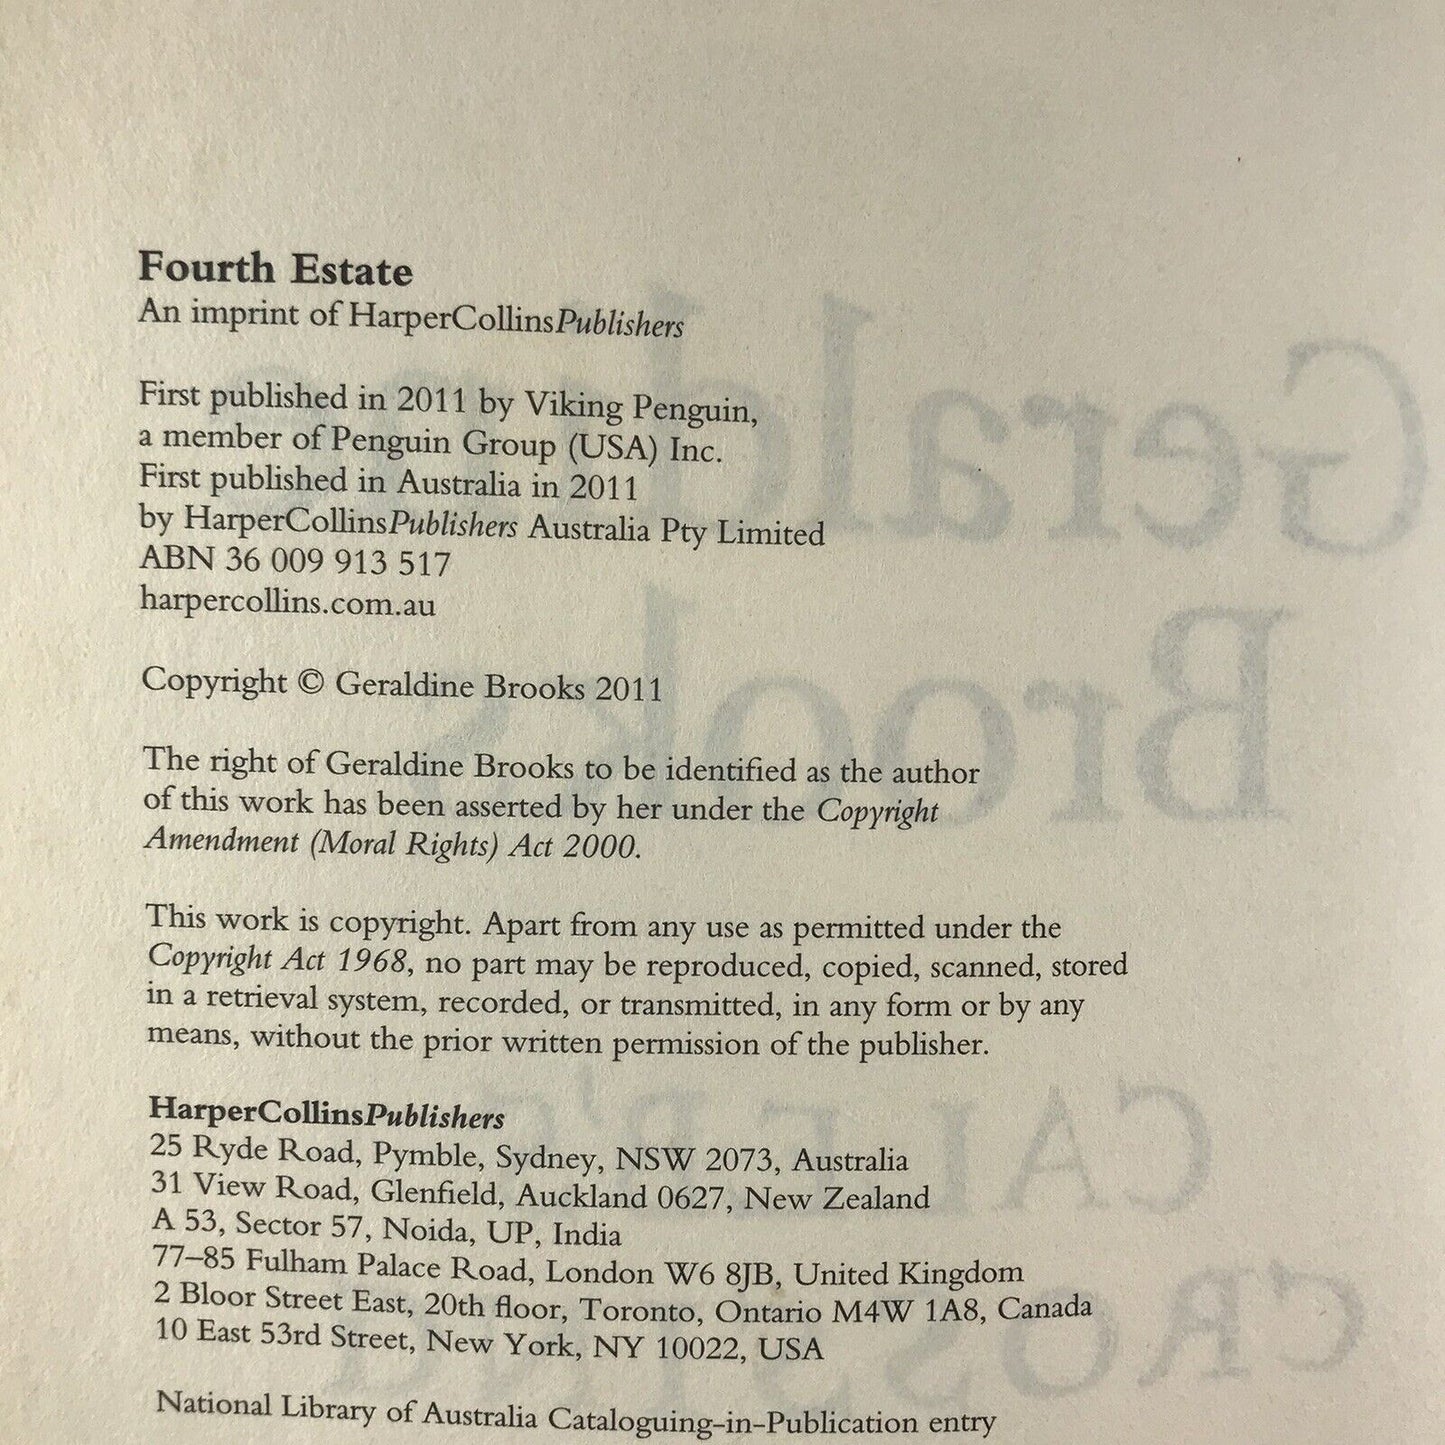 Fourth Estate
An imprint of HarperCollinsPublishers
First published in 2011 by Viking Penguin,
a member of Penguin Group (USA) Inc.
First published in Australia in 2011
by HarperCollinsPublishers Australia Pty Limited
ABN 36 009 913 517
harpercollins.com.au
Copyright © Geraldine Brooks 2011
The right of Geraldine Brooks to be identified as the author
of this work has been asserted by her under the Copyright
Amendment (Moral Rights) Act 2000.
This work is copyright. Apart from any use as permitted under the
Copyright Act 1968, no part may be reproduced, copied, scanned, stored
in a retrieval system, recorded, or transmitted, in any form or by any
means, without the prior written permission of the publisher.
HarperCollinsPublishers
25 Ryde Road, Pymble, Sydney, NSW 2073, Australia
31 View Road, Glenfield, Auckland 0627, New Zealand
A 53, Sector 57, Noida, UP, India
77–85 Fulham Palace Road, London W6 8JB, United Kingdom
2 Bloor Street East, 20th floor, Toronto, Ontario M4W 1A8, Canada
10 East 53rd Street, New York, NY 10022, USA
National Library of Australia Cataloguing-in-Publication entry